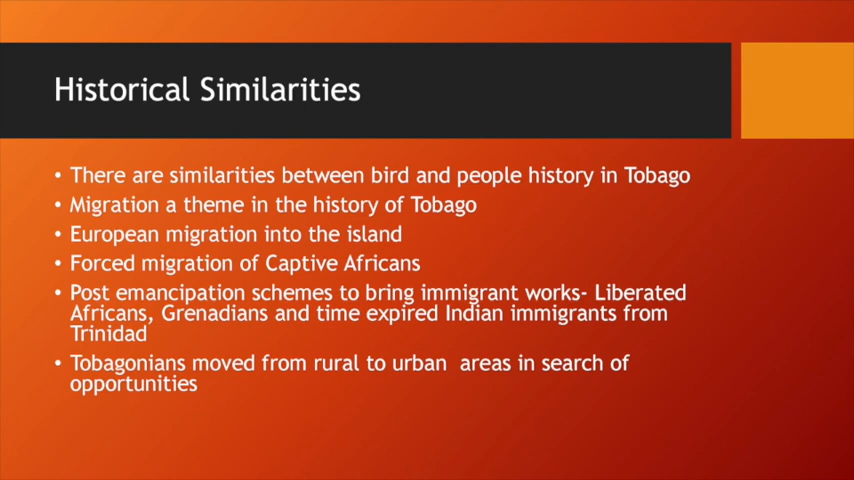 Historical Similarities
• There are similarities between bird and people history in Tobago
• Migration a theme in the history of Tobago
• European migration into the island
• Forced migration of Captive Africans
• Post emancipation schemes to bring immigrant works- Liberated
Africans, Grenadians and time expired Indian immigrants from
Trinidad
• Tobagonians moved from rural to urban  areas in search of
opportunities